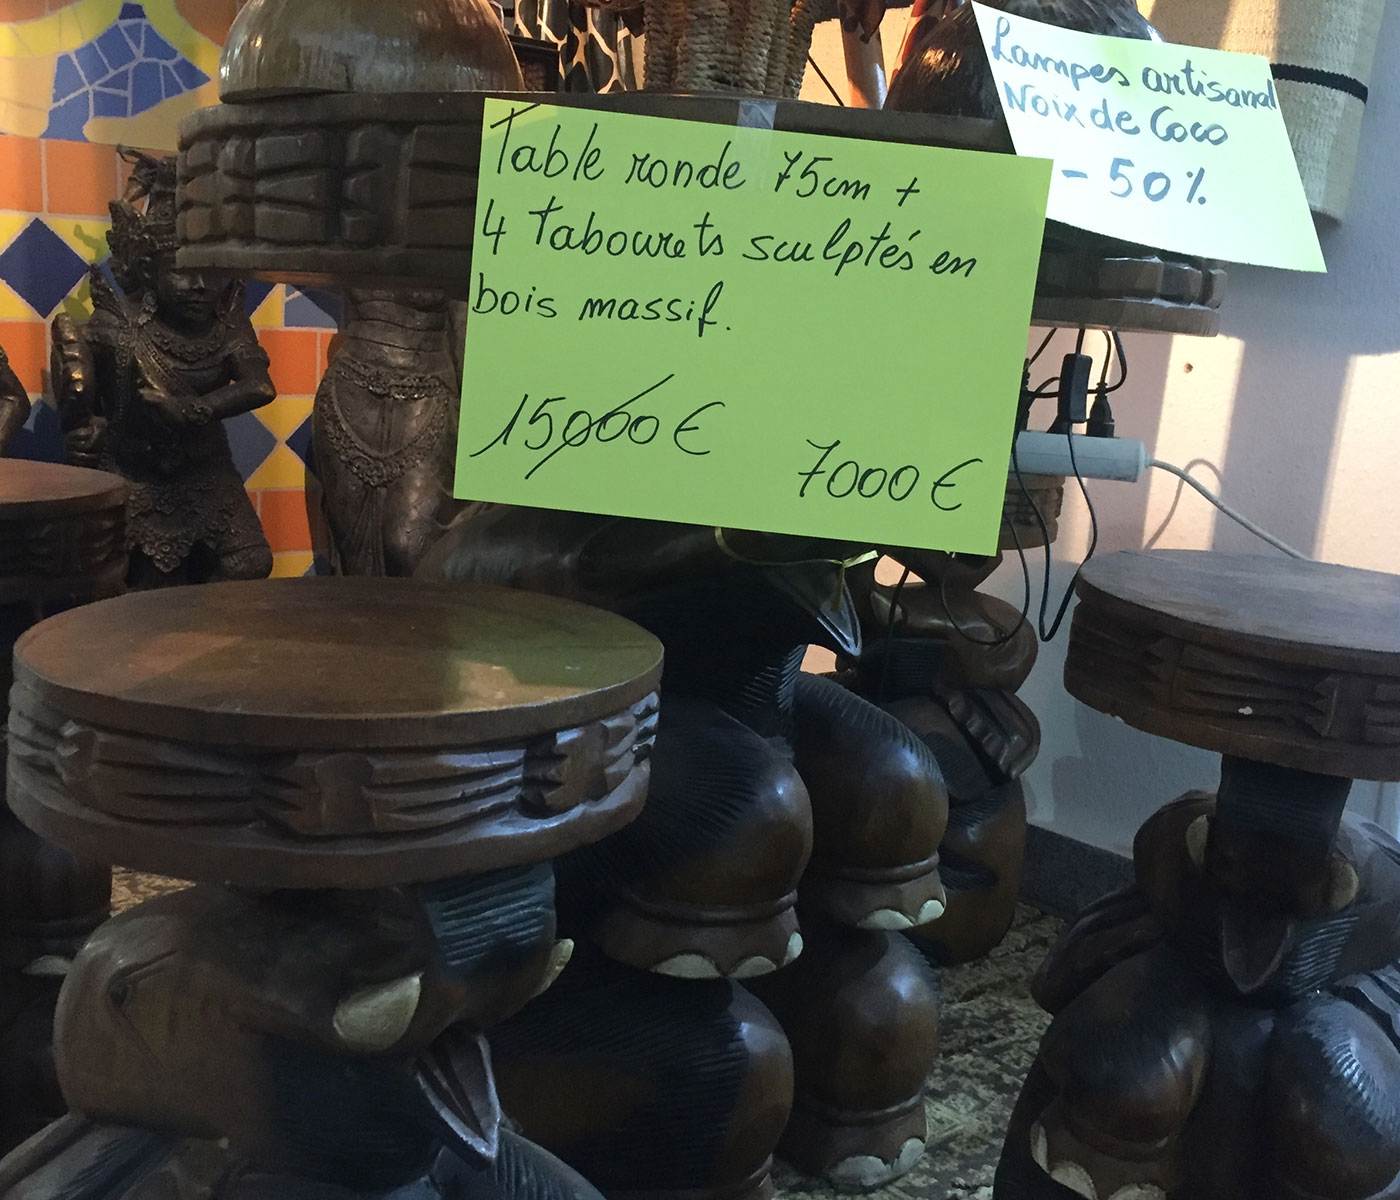 Table ronde 75cm +
4 Tabourets sculptés en
bois massif.
15000€
7000€
Lampes artisanal
Noix de Coco
- 50%